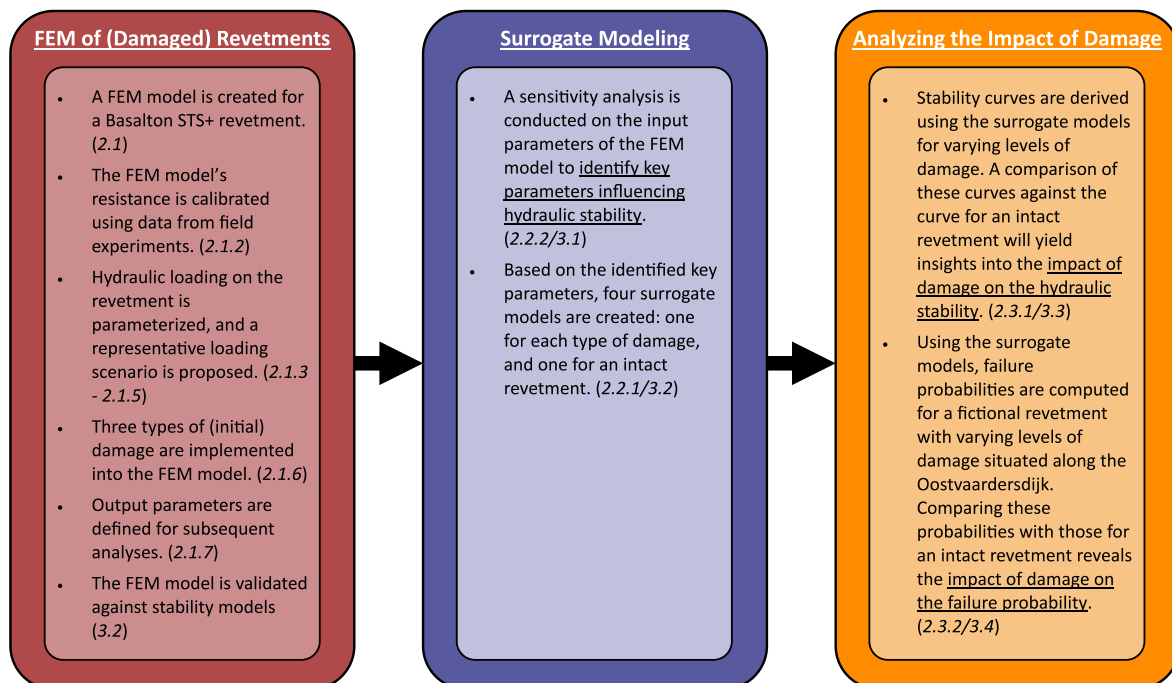 FEM of (Damaged) Revetments
• A FEM model is created for
a Basalton STS+ revetment.
(2.1)
• The FEM model’s
resistance is calibrated
using data from field
experiments. (2.1.2)
• Hydraulic loading on the
revetment is
parameterized, and a
representative loading
scenario is proposed. (2.1.3
- 2.1.5)
• Three types of (initial)
damage are implemented
into the FEM model. (2.1.6)
• Output parameters are
defined for subsequent
analyses. (2.1.7)
• The FEM model is validated
against stability models
(3.2)
Surrogate Modeling
• A sensitivity analysis is
conducted on the input
parameters of the FEM
model to identify key
parameters influencing
hydraulic stability.
(2.2.2/3.1)
• Based on the identified key
parameters, four surrogate
models are created: one
for each type of damage,
and one for an intact
revetment. (2.2.1/3.2)
Analyzing the Impact of Damage
• Stability curves are derived
using the surrogate models
for varying levels of
damage. A comparison of
these curves against the
curve for an intact
revetment will yield
insights into the impact of
damage on the hydraulic
stability. (2.3.1/3.3)
• Using the surrogate
models, failure
probabilities are computed
for a fictional revetment
with varying levels of
damage situated along the
Oostvaardersdijk.
Comparing these
probabilities with those for
an intact revetment reveals
the impact of damage on
the failure probability.
(2.3.2/3.4)